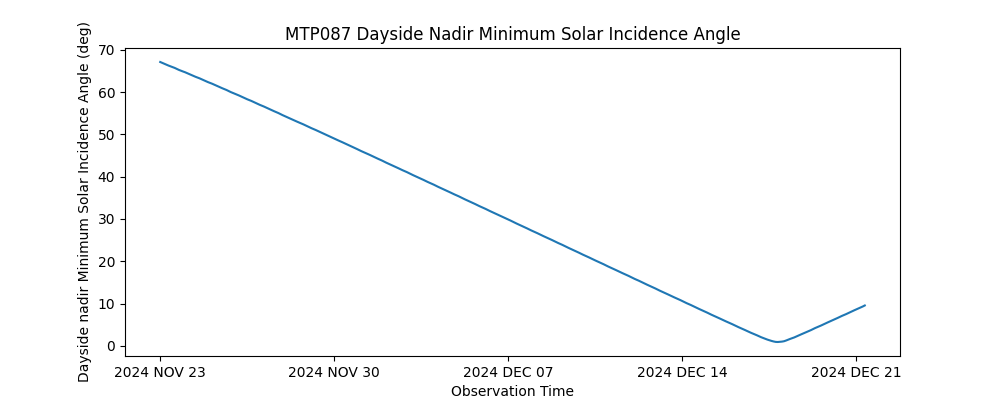 MTP087 Dayside Nadir Minimum Solar Incidence Angle
Dayside nadir Minimum Solar Incidence Angle (deg)
70
60
50
40
30
20
10
0
2024 NOV 23
2024 NOV 30
2024 DEC 07
2024 DEC 14
2024 DEC 21
Observation Time